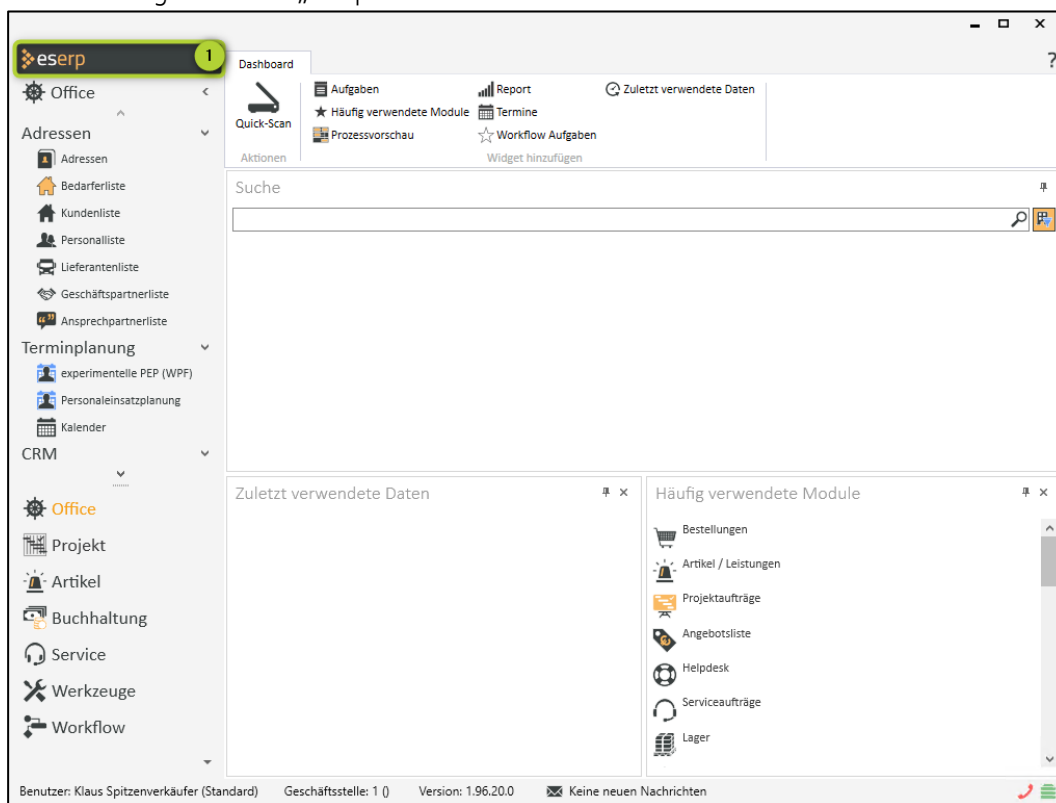 eserp
1
Dashboard
?
Office
Quick-Scan
Aufgaben
Häufig verwendete Module
Prozessvorschau
Report
Termine
Workflow Aufgaben
Zuletzt verwendete Daten
Aktionen
Widget hinzufügen
Adressen
Adressen
Bedarferliste
Kundenliste
Personalliste
Lieferantenliste
Geschäftspartnerliste
Ansprechpartnerliste
Terminplanung
experimentelle PEP (WPF)
Personaleinsatzplanung
Kalender
CRM
Office
Projekt
Artikel
Buchhaltung
Service
Werkzeuge
Workflow
Suche
Zuletzt verwendete Daten
Häufig verwendete Module
Bestellungen
Artikel / Leistungen
Projektaufträge
Angebotsliste
Helpdesk
Serviceaufträge
Lager
Benutzer: Klaus Spitzenverkäufer (Standard) Geschäftsstelle: 1 () Version: 1.96.20.0 Keine neuen Nachrichten